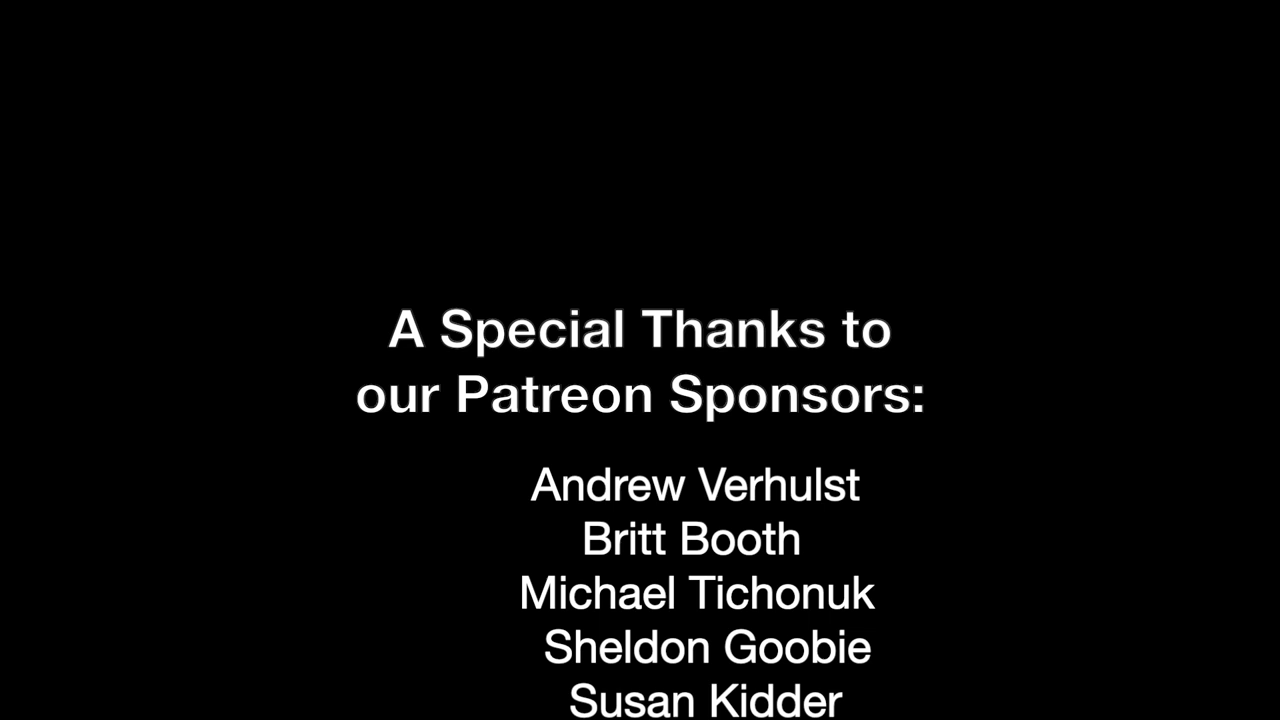 A Special Thanks to
our Patreon Sponsors:
Andrew Verhulst
Britt Booth
Michael Tichonuk
Sheldon Goobie
Susan Kidder